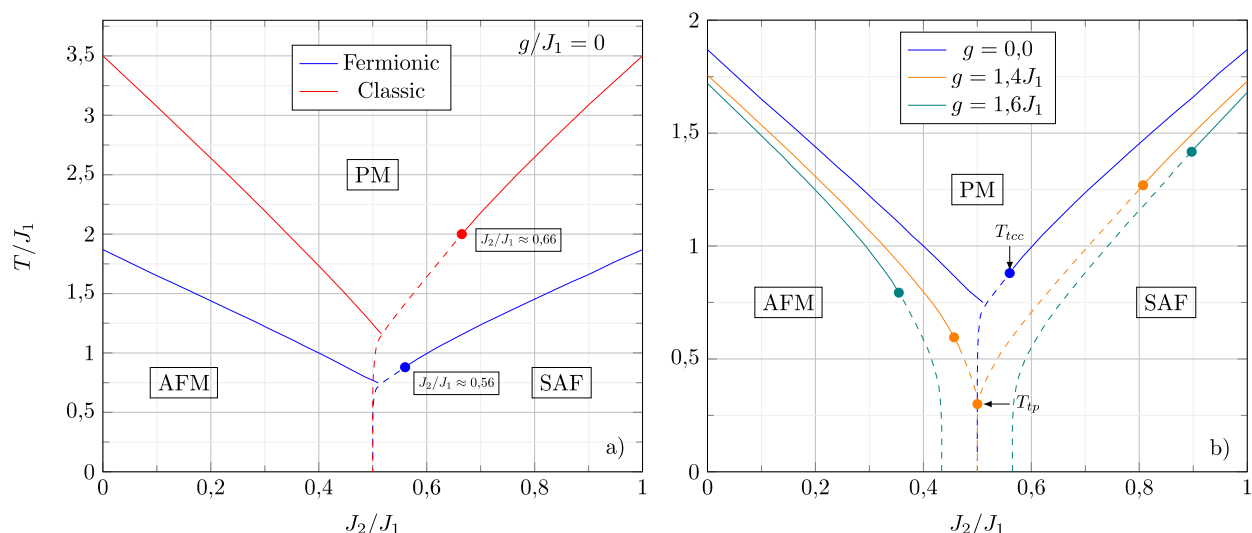 g/J₁ = 0
Fermionic
Classic
PM
J₂/J₁ ≈ 0,66
J₂/J₁ ≈ 0,56
AFM
SAF
a)
T/J₁
3,5
3
2,5
2
1,5
1
0,5
0
0
0,2
0,4
0,6
0,8
1
J₂/J₁
g = 0,0
g = 1,4J₁
g = 1,6J₁
PM
T_tcc
AFM
SAF
T_tp
b)
2
1,5
1
0,5
0
0
0,2
0,4
0,6
0,8
1
J₂/J₁